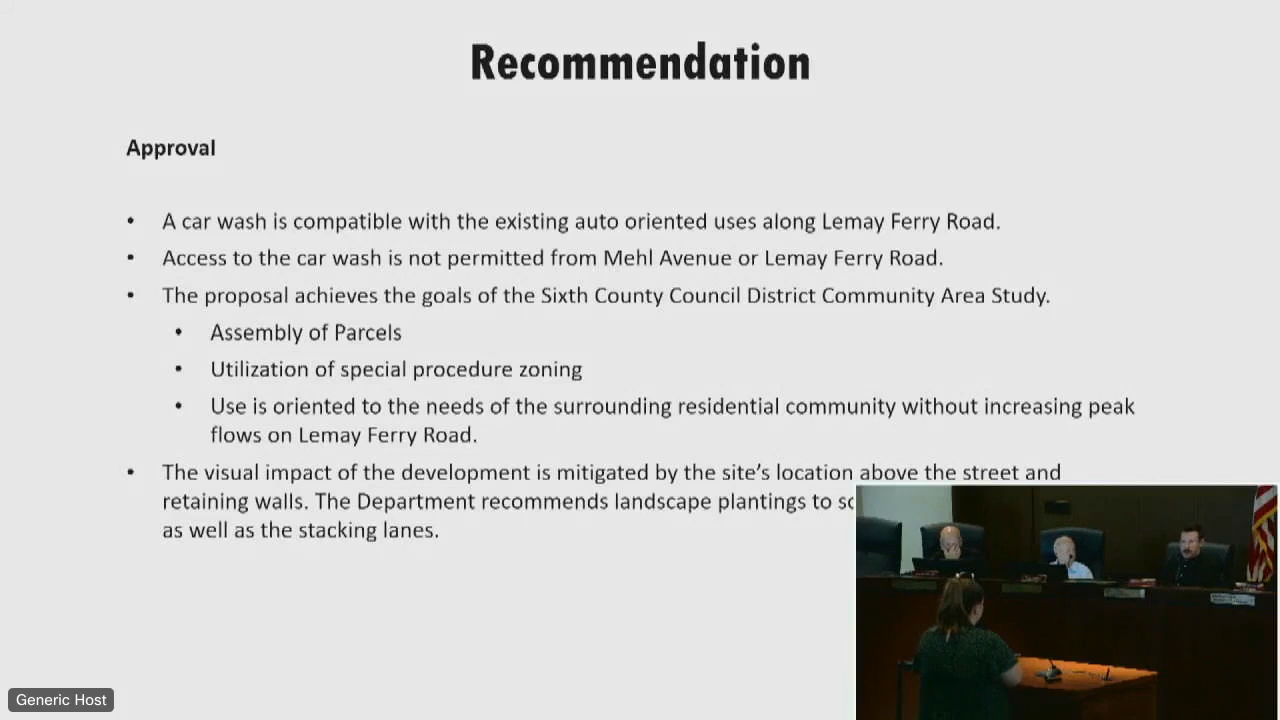 Recommendation
Approval
• A car wash is compatible with the existing auto oriented uses along Lemay Ferry Road.
• Access to the car wash is not permitted from Mehl Avenue or Lemay Ferry Road.
• The proposal achieves the goals of the Sixth County Council District Community Area Study.
• Assembly of Parcels
• Utilization of special procedure zoning
• Use is oriented to the needs of the surrounding residential community without increasing peak
flows on Lemay Ferry Road.
• The visual impact of the development is mitigated by the site’s location above the street and
retaining walls. The Department recommends landscape plantings to
as well as the stacking lanes.
Generic Host